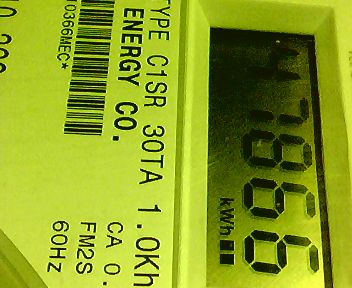 47866
kWh
TYPE C1SR 30TA 1.0Kh
ENERGY CO.
CA 0.
FM2S
0366MEC*
60Hz